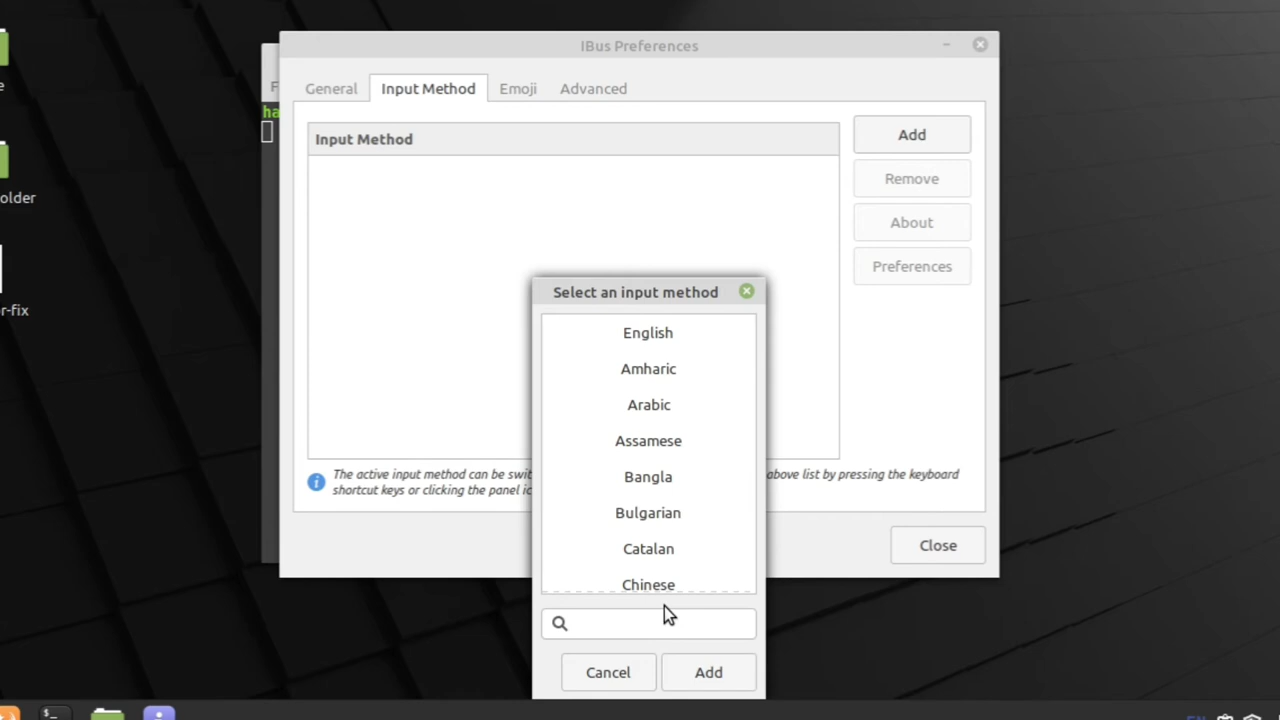 IBus Preferences
General
Input Method
Emoji
Advanced
Input Method
Add
Remove
About
Preferences
ha
older
r-fix
Select an input method
English
Amharic
Arabic
Assamese
Bangla
Bulgarian
Catalan
Chinese
The active input method can be swit
above list by pressing the keyboard
shortcut keys or clicking the panel ic
Close
Cancel
Add